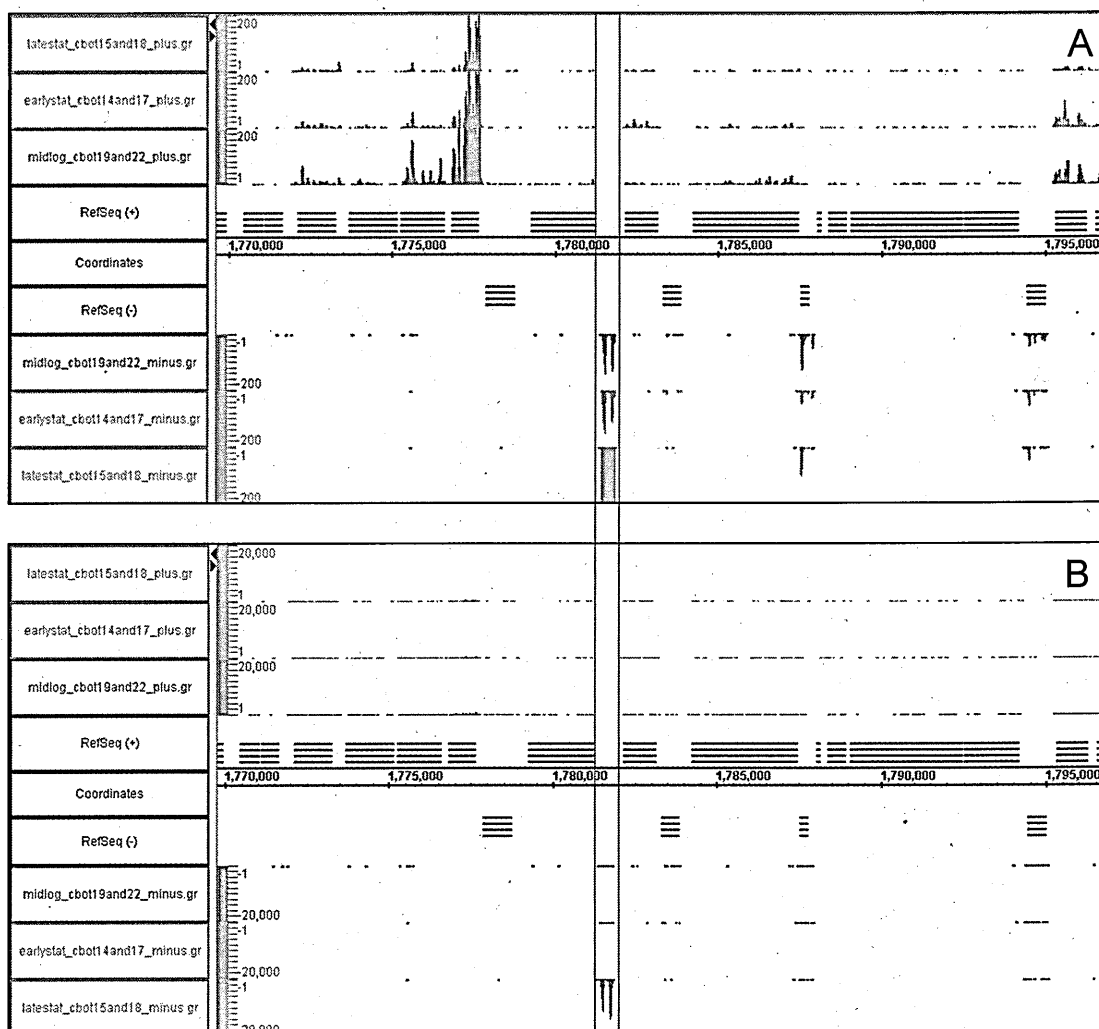 A
latestat_cbot15and18_plus.gr
200
1
earlystat_cbot14and17_plus.gr
200
1
midlog_cbot19and22_plus.gr
200
1
RefSeq (+)
1,770,000 1,775,000 1,780,000 1,785,000 1,790,000 1,795,000
Coordinates
RefSeq (-)
midlog_cbot19and22_minus.gr
-1
-200
earlystat_cbot14and17_minus.gr
-1
-200
latestat_cbot15and18_minus.gr
-1
-200
B
latestat_cbot15and18_plus.gr
20,000
1
earlystat_cbot14and17_plus.gr
20,000
1
midlog_cbot19and22_plus.gr
20,000
1
RefSeq (+)
1,770,000 1,775,000 1,780,000 1,785,000 1,790,000 1,795,000
Coordinates
RefSeq (-)
midlog_cbot19and22_minus.gr
-1
-20,000
earlystat_cbot14and17_minus.gr
-1
-20,000
latestat_cbot15and18_minus gr
-1